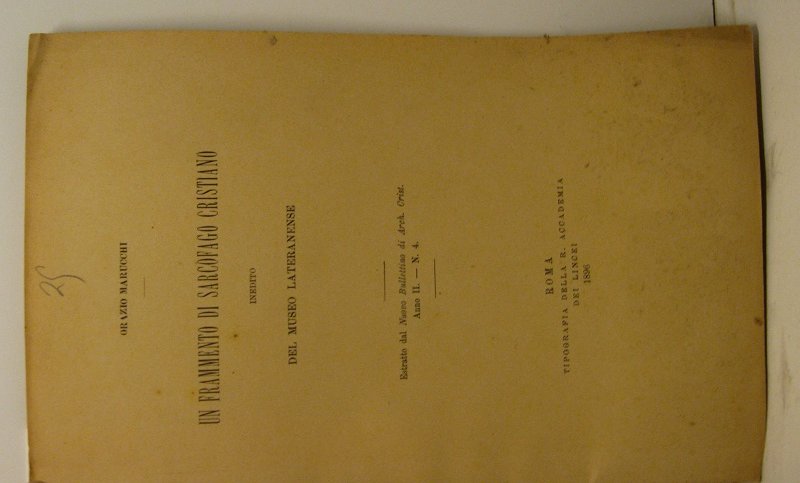 25
ORAZIO MARUCCHI
UN FRAMMENTO DI SARCOFAGO CRISTIANO
INEDITO
DEL MUSEO LATERANENSE
Estratto dal Nuovo Bullettino di Arch. Crist.
Anno II. — N. 4.
ROMA
TIPOGRAFIA DELLA R. ACCADEMIA
DEI LINCEI
1896